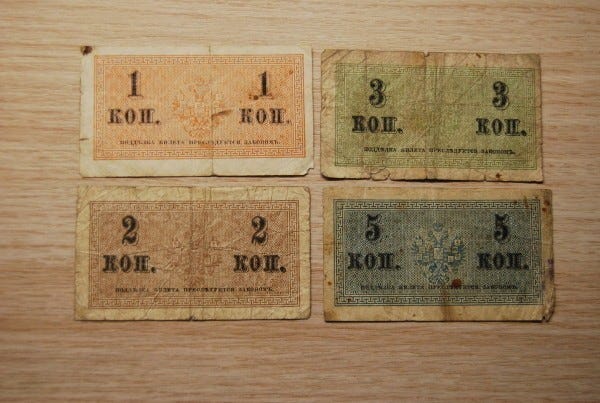 1 1
КОП. КОП.
ПОДДѢЛКА БИЛЕТА ПРЕСЛѢДУЕТСЯ ЗАКОНОМЪ.
3 3
КОП. КОП.
ПОДДѢЛКА БИЛЕТА ПРЕСЛѢДУЕТСЯ ЗАКОНОМЪ.
2 2
КОП. КОП.
ПОДДѢЛКА БИЛЕТА ПРЕСЛѢДУЕТСЯ ЗАКОНОМЪ.
5 5
КОП. КОП.
ПОДДѢЛКА БИЛЕТА ПРЕСЛѢДУЕТСЯ ЗАКОНОМЪ.